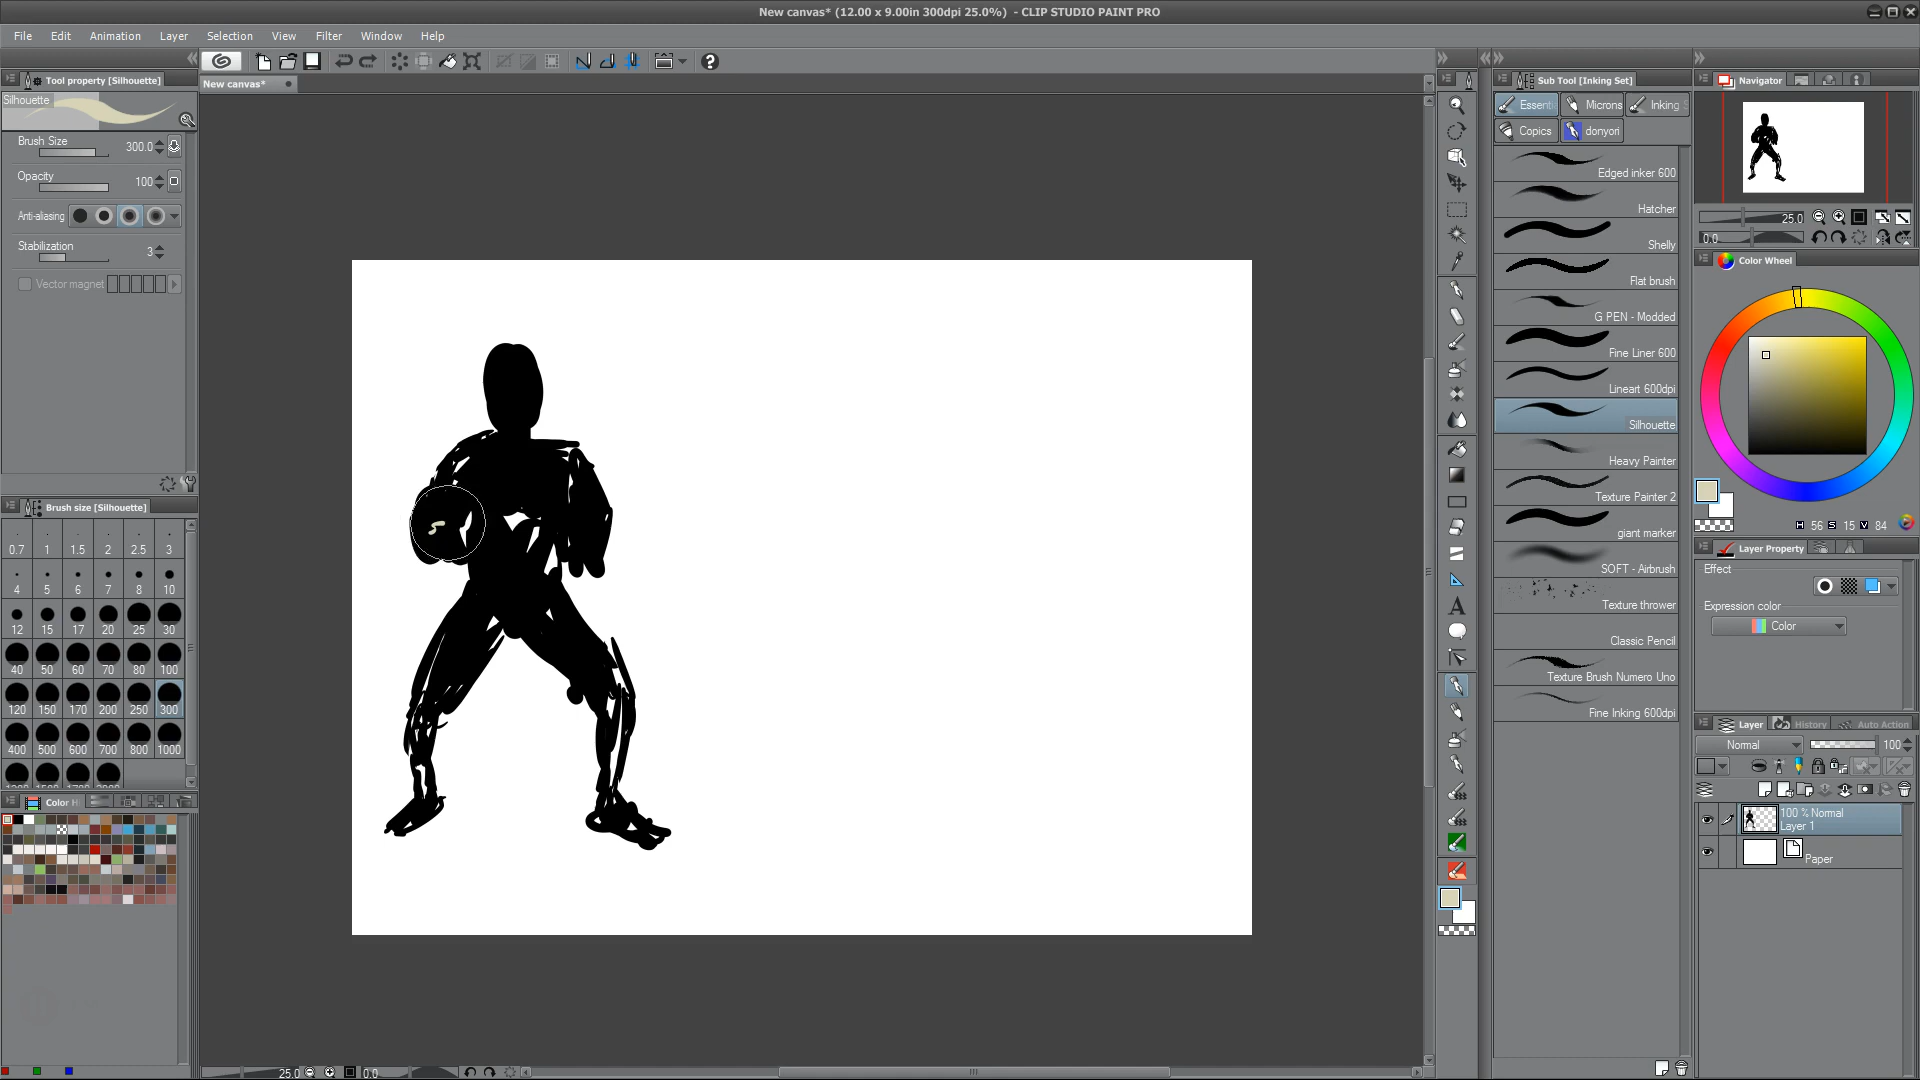 New canvas* (12.00 x 9.00in 300dpi 25.0%) - CLIP STUDIO PAINT PRO
File Edit Animation Layer Selection View Filter Window Help
Tool property [Silhouette]
Silhouette
Brush Size 300.0
Opacity 100
Anti-aliasing
Stabilization 3
Vector magnet
Brush size [Silhouette]
0.7 1 1.5 2 2.5 3
4 5 6 7 8 10
12 15 17 20 25 30
40 50 60 70 80 100
120 150 170 200 250 300
400 500 600 700 800 1000
Color Hi
New canvas*
25.0 0.0
Sub Tool [Inking Set]
Essenti Microns Inking S
Copics donyori
Edged inker 600
Hatcher
Shelly
Flat brush
G PEN - Modded
Fine Liner 600
Lineart 600dpi
Silhouette
Heavy Painter
Texture Painter 2
giant marker
SOFT - Airbrush
Texture thrower
Classic Pencil
Texture Brush Numero Uno
Fine Inking 600dpi
Navigator
25.0
0.0
Color Wheel
H 56 S 15 V 84
Layer Property
Effect
Expression color
Color
Layer History Auto Action
Normal 100
100 % Normal
Layer 1
Paper